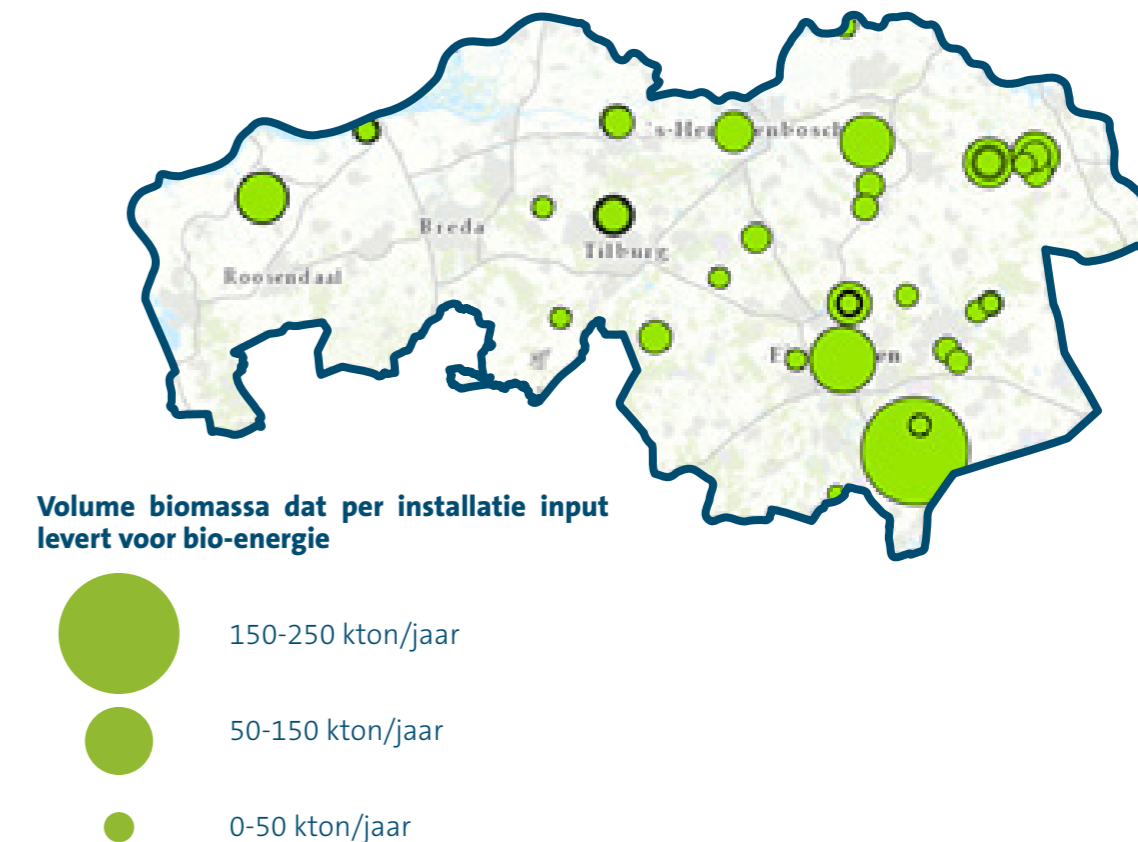 Breda
Tilburg
Roosendaal
Volume biomassa dat per installatie input
levert voor bio-energie
150-250 kton/jaar
50-150 kton/jaar
0-50 kton/jaar